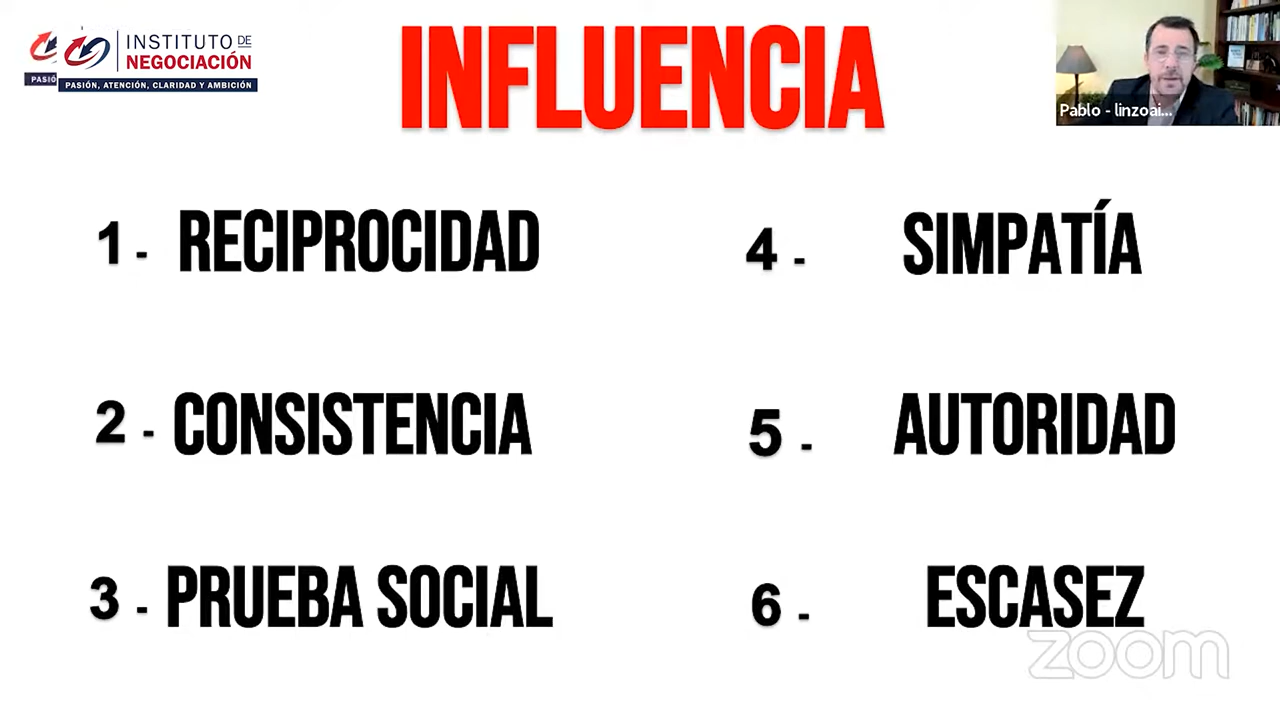 INSTITUTO DE
NEGOCIACIÓN
PASIÓ
PASIÓN, ATENCIÓN, CLARIDAD Y AMBICIÓN
INFLUENCIA
Pablo - linzoai...
1 - RECIPROCIDAD
4 - SIMPATÍA
2 - CONSISTENCIA
5 - AUTORIDAD
3 - PRUEBA SOCIAL
6 - ESCASEZ
zoom